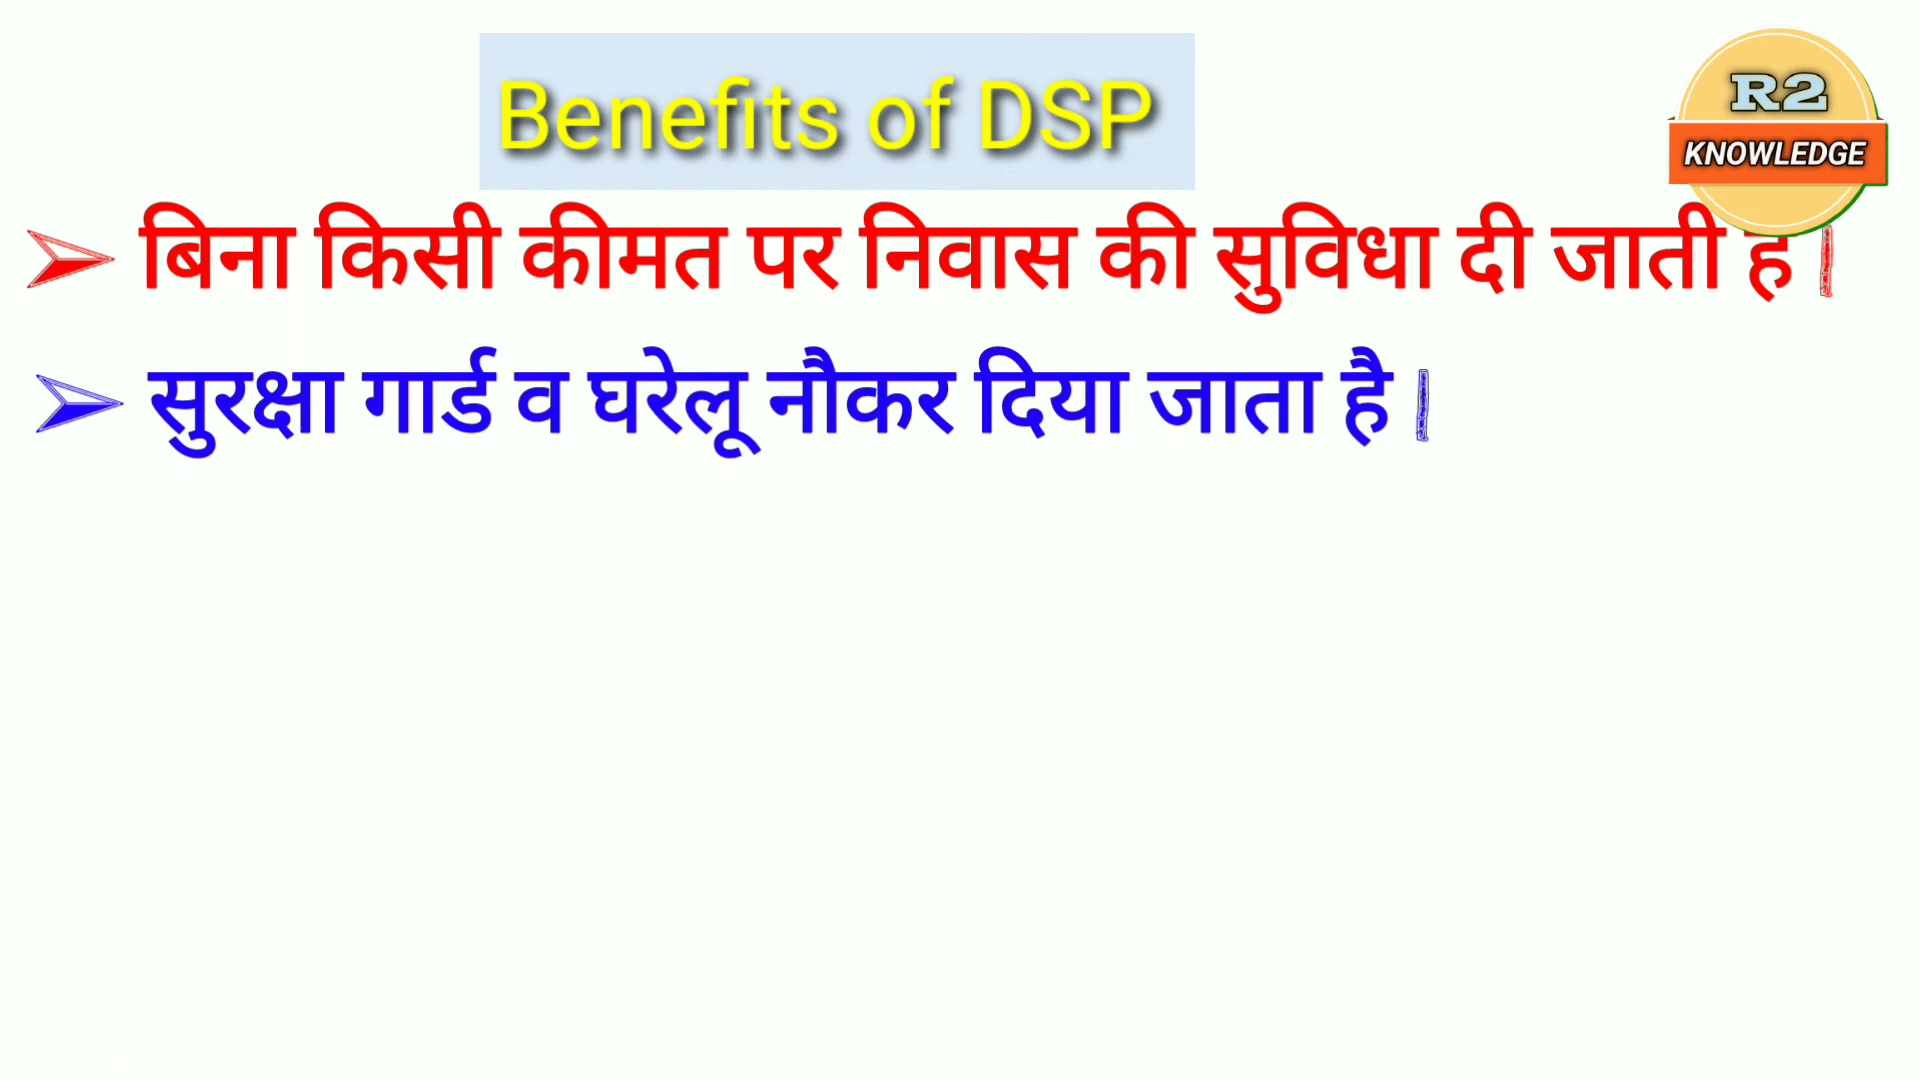 Benefits of DSP
R2
KNOWLEDGE
➢ बिना किसी कीमत पर निवास की सुविधा दी जाती है।
➢ सुरक्षा गार्ड व घरेलू नौकर दिया जाता है।